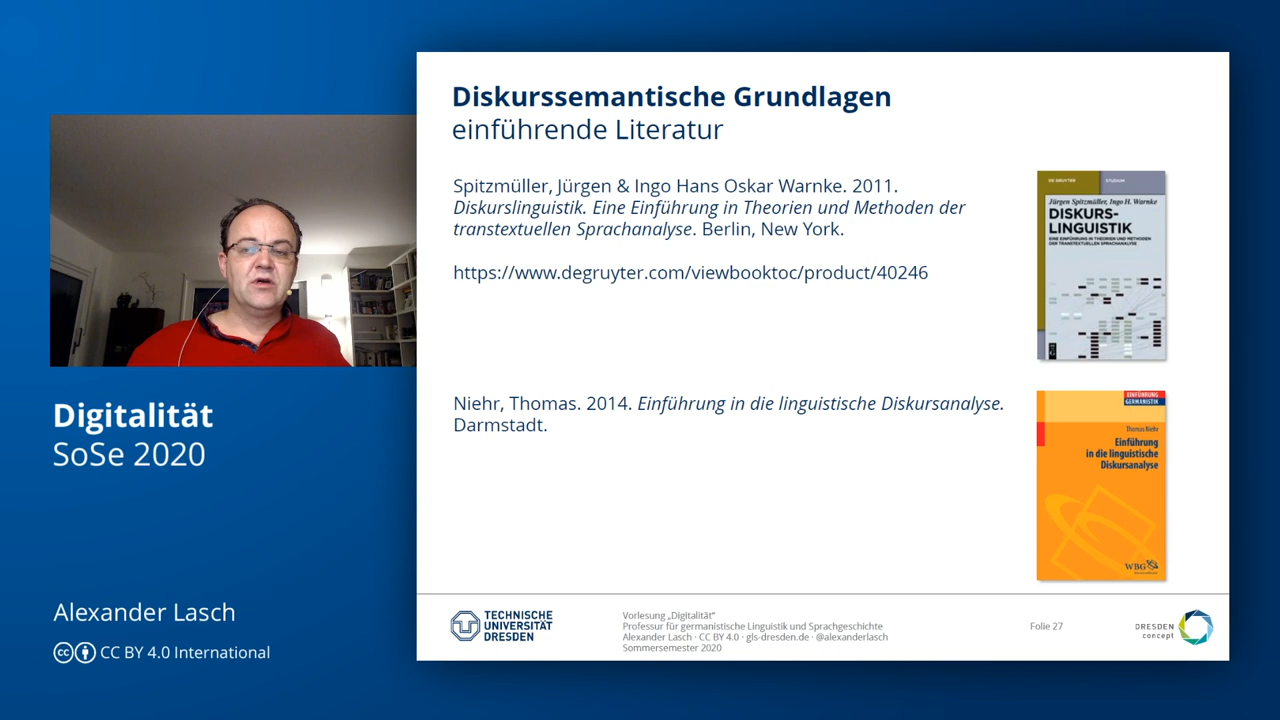 Diskurssemantische Grundlagen
einführende Literatur
Spitzmüller, Jürgen & Ingo Hans Oskar Warnke. 2011.
Diskurslinguistik. Eine Einführung in Theorien und Methoden der
transtextuellen Sprachanalyse. Berlin, New York.
https://www.degruyter.com/viewbooktoc/product/40246
DE GRUYTER
STUDIUM
Jürgen Spitzmüller, Ingo H. Warnke
DISKURS-
LINGUISTIK
EINE EINFÜHRUNG IN THEORIEN UND METHODEN
DER TRANSTEXTUELLEN SPRACHANALYSE
Niehr, Thomas. 2014. Einführung in die linguistische Diskursanalyse.
Darmstadt.
EINFÜHRUNG
GERMANISTIK
Thomas Niehr
Einführung
in die linguistische
Diskursanalyse
WBG
Digitalität
SoSe 2020
Alexander Lasch
cc CC BY 4.0 International
TECHNISCHE
UNIVERSITÄT
DRESDEN
Vorlesung „Digitalität“
Professur für germanistische Linguistik und Sprachgeschichte
Alexander Lasch · CC BY 4.0 · gls-dresden.de · @alexanderlasch
Sommersemester 2020
Folie 27
DRESDEN
concept